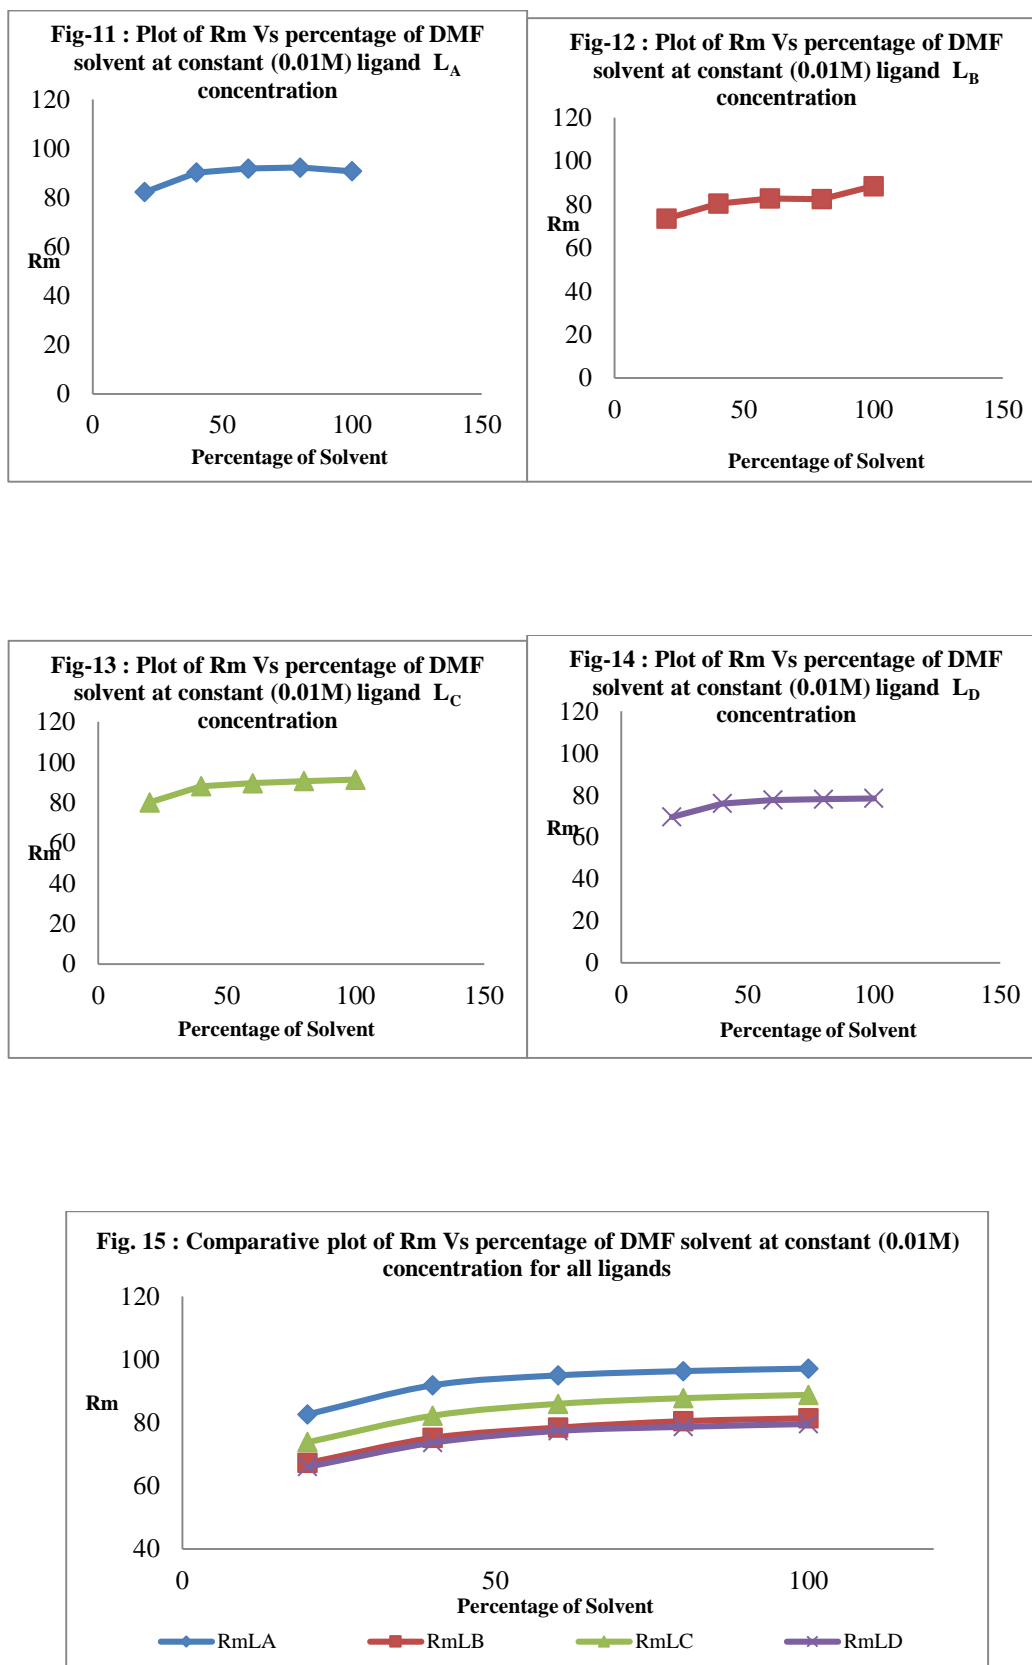 Fig-11 : Plot of Rm Vs percentage of DMF
solvent at constant (0.01M) ligand L_A
concentration
120
100
80
60
Rm
40
20
0
0 50 100 150
Percentage of Solvent
Fig-12 : Plot of Rm Vs percentage of DMF
solvent at constant (0.01M) ligand L_B
concentration
120
100
80
Rm
60
40
20
0
0 50 100 150
Percentage of Solvent
Fig-13 : Plot of Rm Vs percentage of DMF
solvent at constant (0.01M) ligand L_C
concentration
120
100
80
60
Rm
40
20
0
0 50 100 150
Percentage of Solvent
Fig-14 : Plot of Rm Vs percentage of DMF
solvent at constant (0.01M) ligand L_D
concentration
120
100
80
Rm
60
40
20
0
0 50 100 150
Percentage of Solvent
Fig. 15 : Comparative plot of Rm Vs percentage of DMF solvent at constant (0.01M)
concentration for all ligands
120
100
Rm
80
60
40
0 50 100
Percentage of Solvent
RmLA RmLB RmLC RmLD